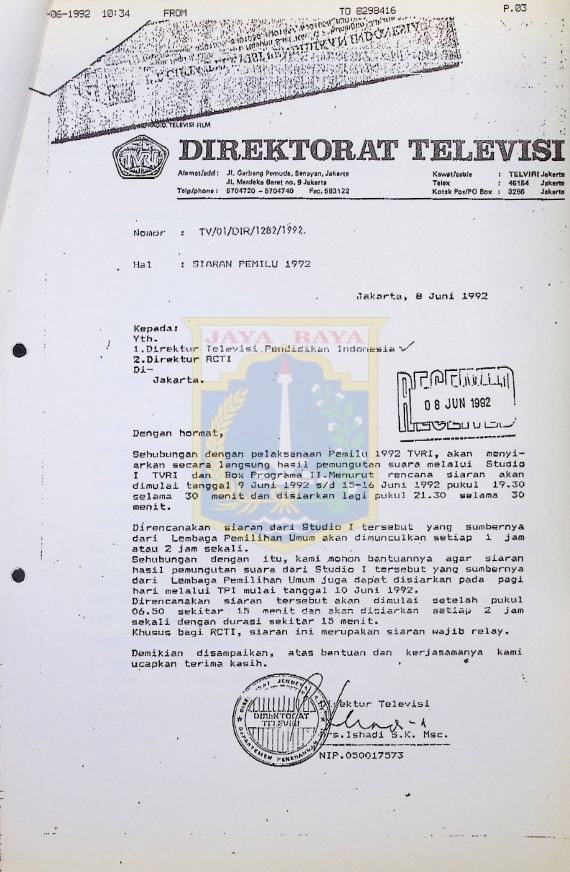 -06-1992 10:34 FROM TO 8298416 P.03
TELEVISI FILM
DIREKTORAT TELEVISI
Alamat/add : Jl. Gerbang Pemuda, Senayan, Jakarta
Jl. Merdeka Barat no. 9 Jakarta
Telp/phone : 5704720 - 5704740 Fac. 583122
Kawat/cable : TELVIRI Jakarta
Telex : 46154 Jakarta
Kotak Pos/PO Box : 3256 Jakarta
Nomor : TV/01/DIR/1282/1992.
Hal : SIARAN PEMILU 1992
Jakarta, 8 Juni 1992
JAYA RAYA
Kepada:
Yth.
1.Direktur Televisi Pendidikan Indonesia
2.Direktur RCTI
Di-
Jakarta.
RECEIVED
08 JUN 1992
Dengan hormat,
Sehubungan dengan pelaksanaan Pemilu 1992 TVRI, akan menyi-
arkan secara langsung hasil pemungutan suara melalui Studio
I TVRI dan Box Programa II.Menurut rencana siaran akan
dimulai tanggal 9 Juni 1992 s/d 15-16 Juni 1992 pukul 19.30
selama 30 menit dan disiarkan lagi pukul 21.30 selama 30
menit.
Direncanakan siaran dari Studio I tersebut yang sumbernya
dari Lembaga Pemilihan Umum akan dimunculkan setiap 1 jam
atau 2 jam sekali.
Sehubungan dengan itu, kami mohon bantuannya agar siaran
hasil pemungutan suara dari Studio I tersebut yang sumbernya
dari Lembaga Pemilihan Umum juga dapat disiarkan pada pagi
hari melalui TPI mulai tanggal 10 Juni 1992.
Direncanakan siaran tersebut akan dimulai setelah pukul
06.50 sekitar 15 menit dan akan disiarkan setiap 2 jam
sekali dengan durasi sekitar 15 menit.
Khusus bagi RCTI, siaran ini merupakan siaran wajib relay.
Demikian disampaikan, atas bantuan dan kerjasamanya kami
ucapkan terima kasih.
DIREKTORAT
TELEVISI
DEPARTEMEN PENERANGAN
Direktur Televisi
Drs.Ishadi S.K. Msc.
NIP.050017573